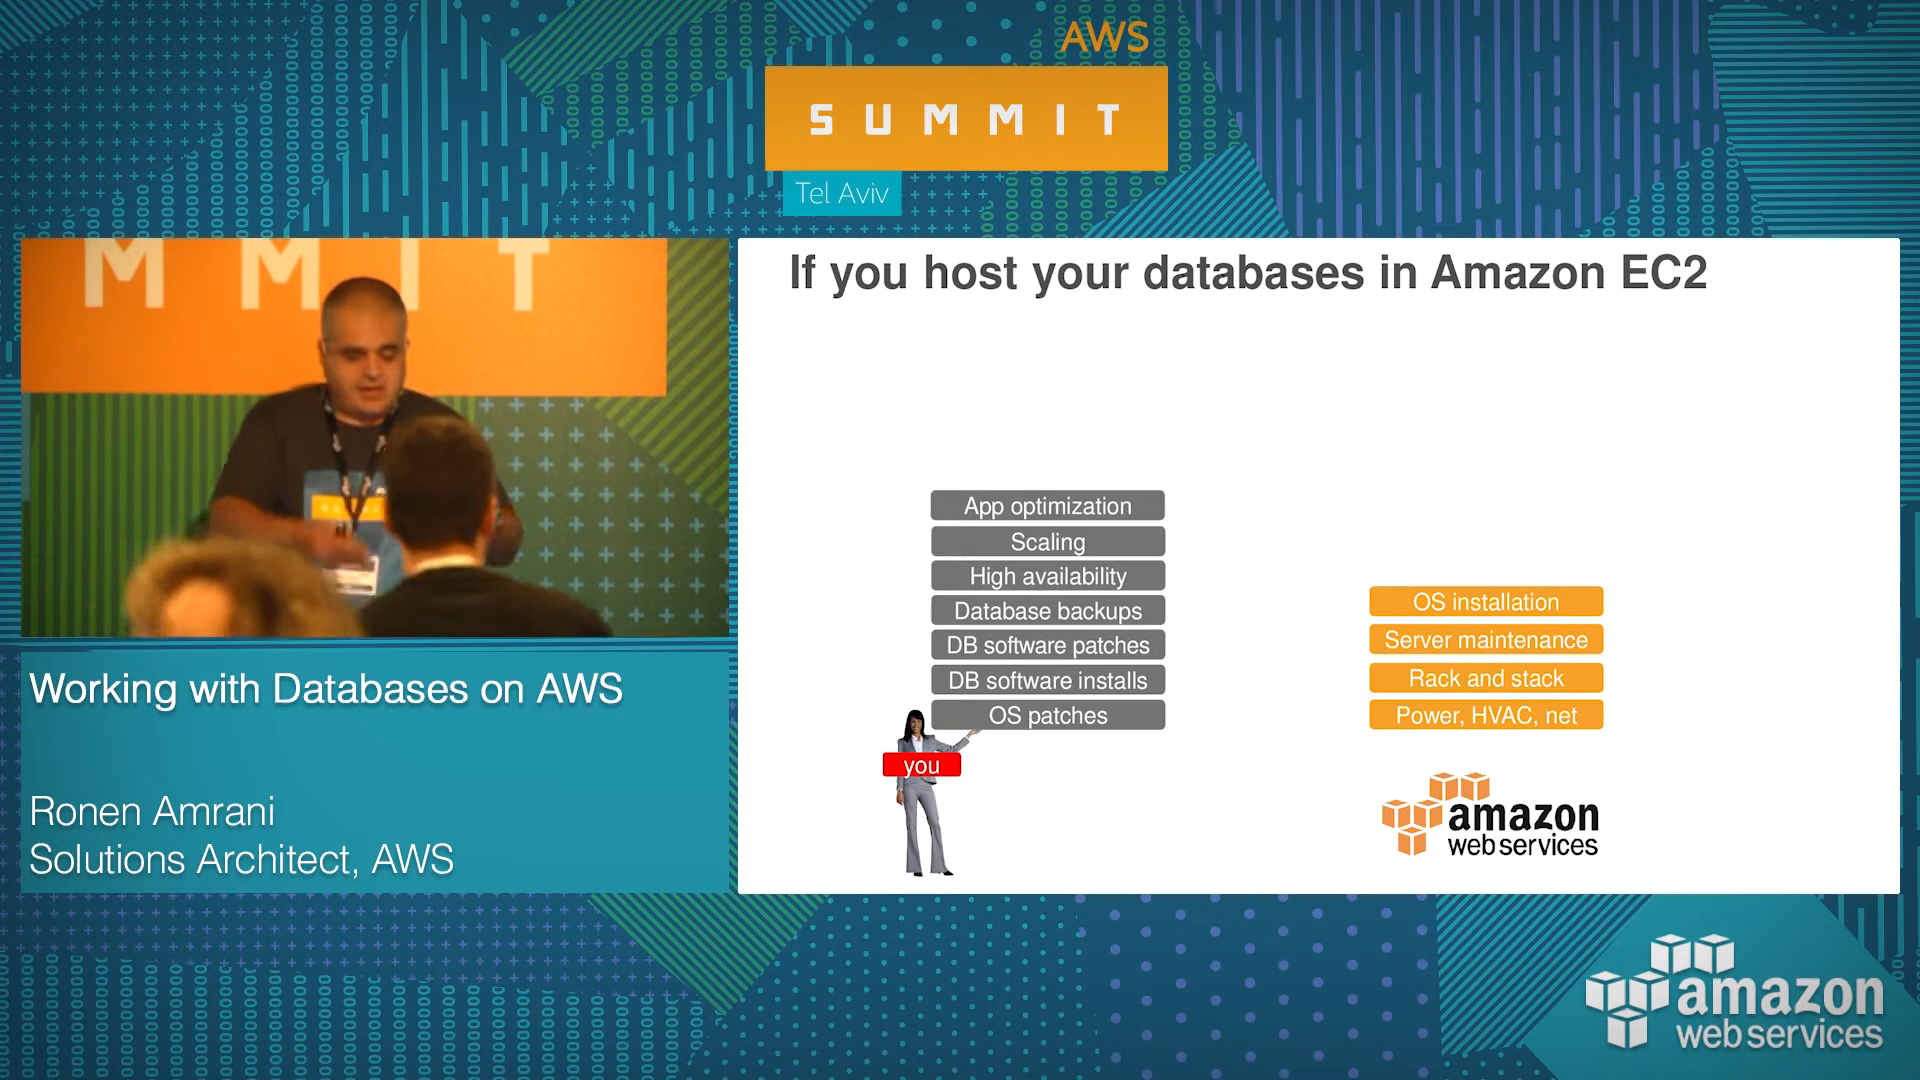 AWS
SUMMIT
Tel Aviv
MMIT
SUMMIT
If you host your databases in Amazon EC2
App optimization
Scaling
High availability
Database backups
DB software patches
DB software installs
OS patches
you
OS installation
Server maintenance
Rack and stack
Power, HVAC, net
amazon
web services
Working with Databases on AWS
Ronen Amrani
Solutions Architect, AWS
amazon
web services